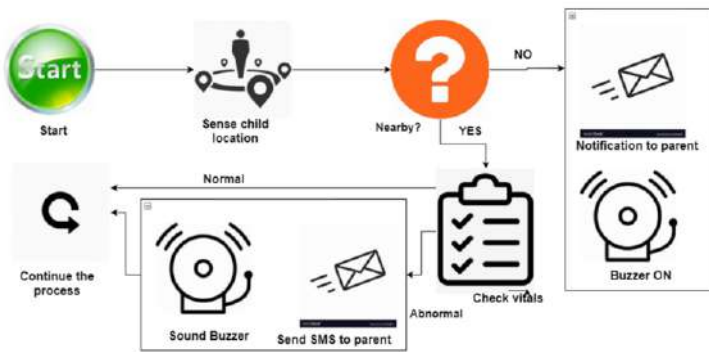 Start
Start
Sense child
location
Nearby?
YES
NO
Notification to parent
Buzzer ON
Normal
Continue the
process
Sound Buzzer
Send SMS to parent
Abnormal
Check vitals